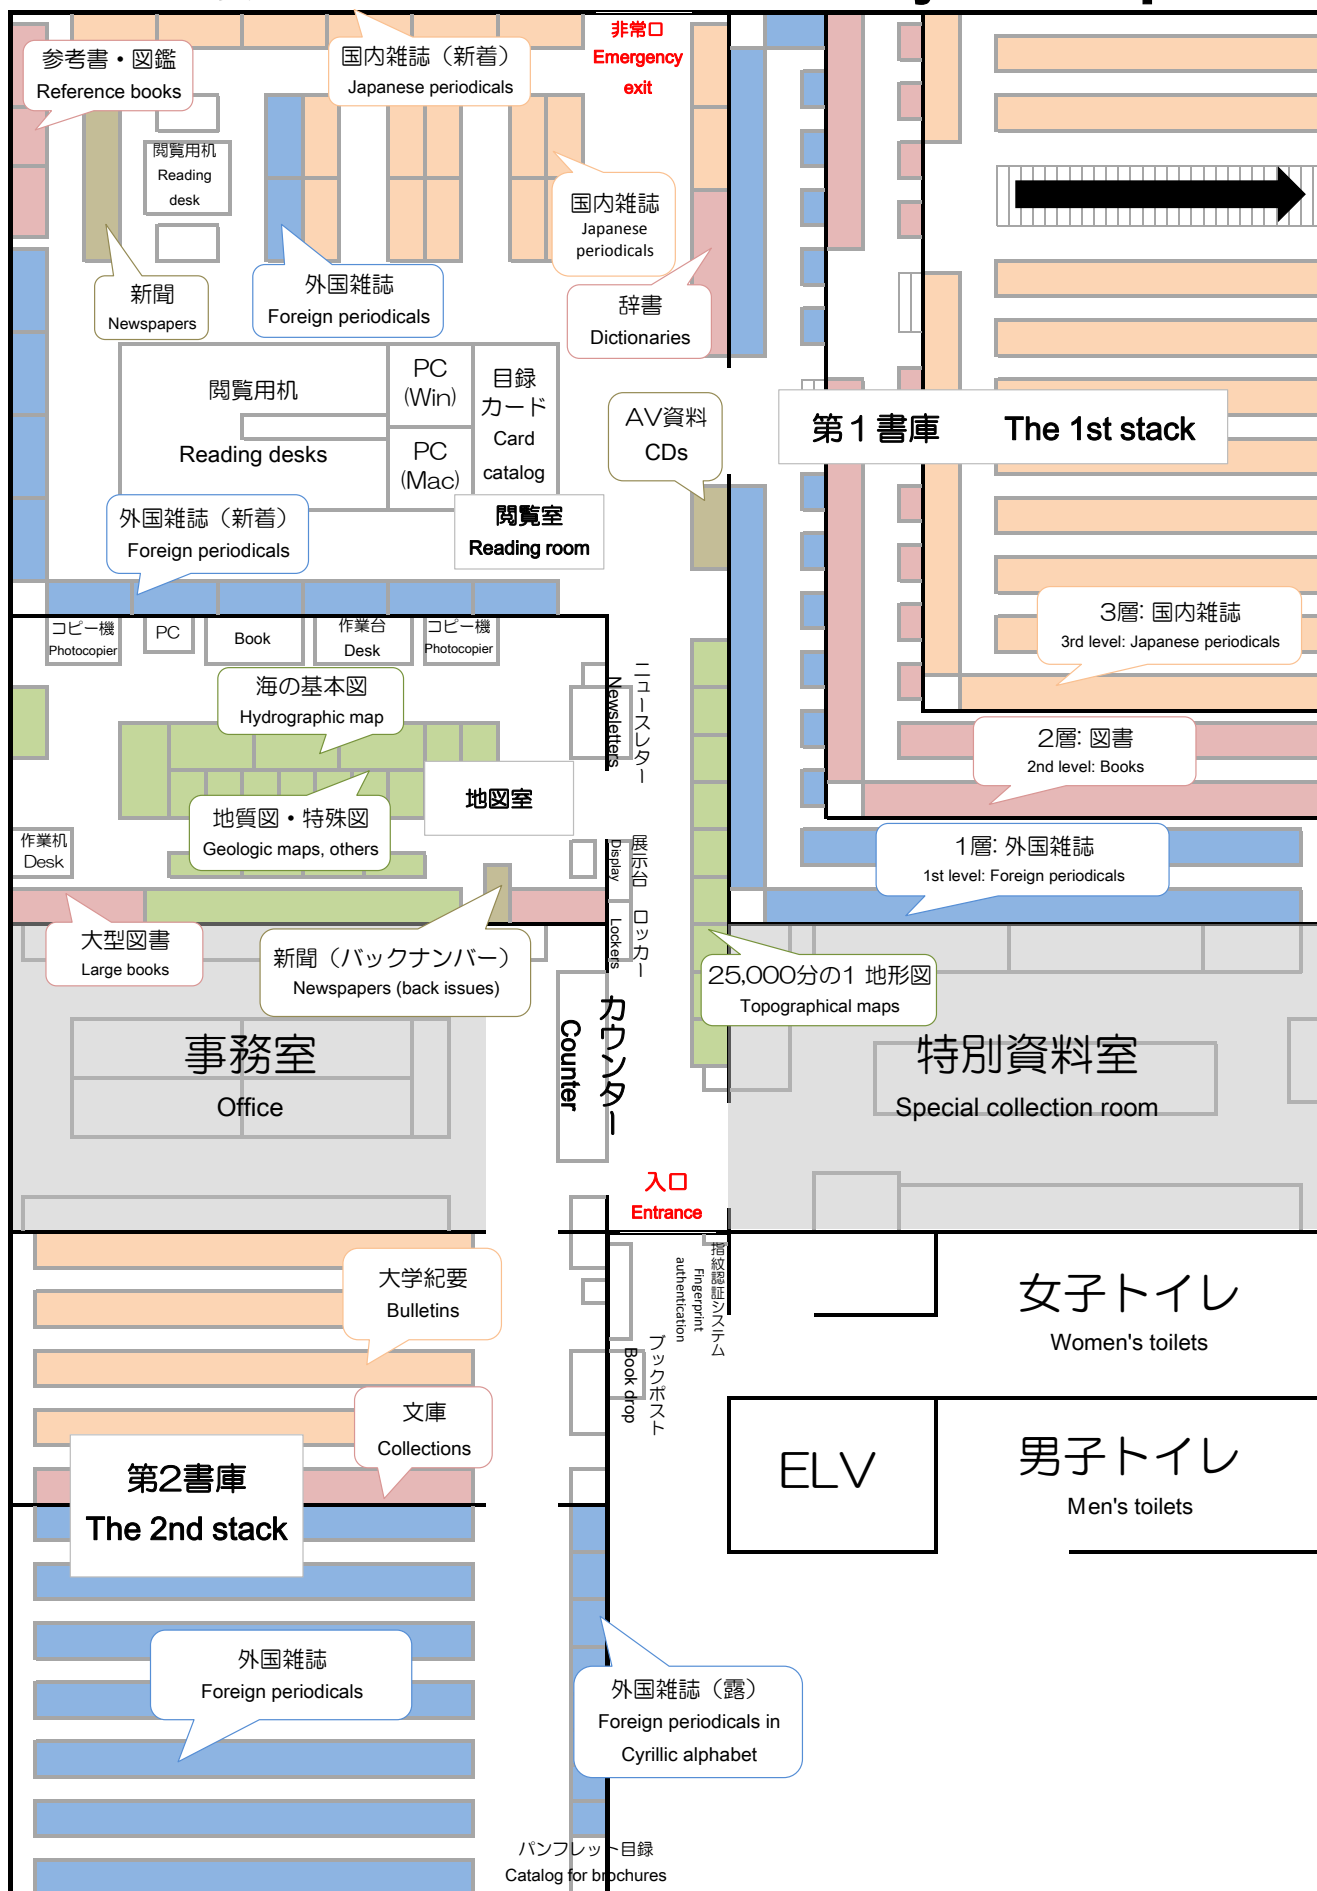 非常口
Emergency
exit
参考書・図鑑
Reference books
国内雑誌（新着）
Japanese periodicals
閲覧用机
Reading
desk
国内雑誌
Japanese
periodicals
新聞
Newspapers
外国雑誌
Foreign periodicals
辞書
Dictionaries
閲覧用机
Reading desks
PC
(Win)
PC
(Mac)
目録
カード
Card
catalog
AV資料
CDs
第１書庫 The 1st stack
外国雑誌（新着）
Foreign periodicals
閲覧室
Reading room
3層: 国内雑誌
3rd level: Japanese periodicals
コピー機
Photocopier
PC
Book
作業台
Desk
コピー機
Photocopier
海の基本図
Hydrographic map
ニュースレター
Newsletters
2層: 図書
2nd level: Books
地図室
地質図・特殊図
Geologic maps, others
作業机
Desk
展示台
Display
1層: 外国雑誌
1st level: Foreign periodicals
ロッカー
Lockers
大型図書
Large books
新聞（バックナンバー）
Newspapers (back issues)
25,000分の1 地形図
Topographical maps
カウンター
Counter
事務室
Office
特別資料室
Special collection room
入口
Entrance
指紋認証システム
Fingerprint
authentication
大学紀要
Bulletins
ブックポスト
Book drop
女子トイレ
Women's toilets
文庫
Collections
ELV
男子トイレ
Men's toilets
第2書庫
The 2nd stack
外国雑誌
Foreign periodicals
外国雑誌（露）
Foreign periodicals in
Cyrillic alphabet
パンフレット目録
Catalog for brochures